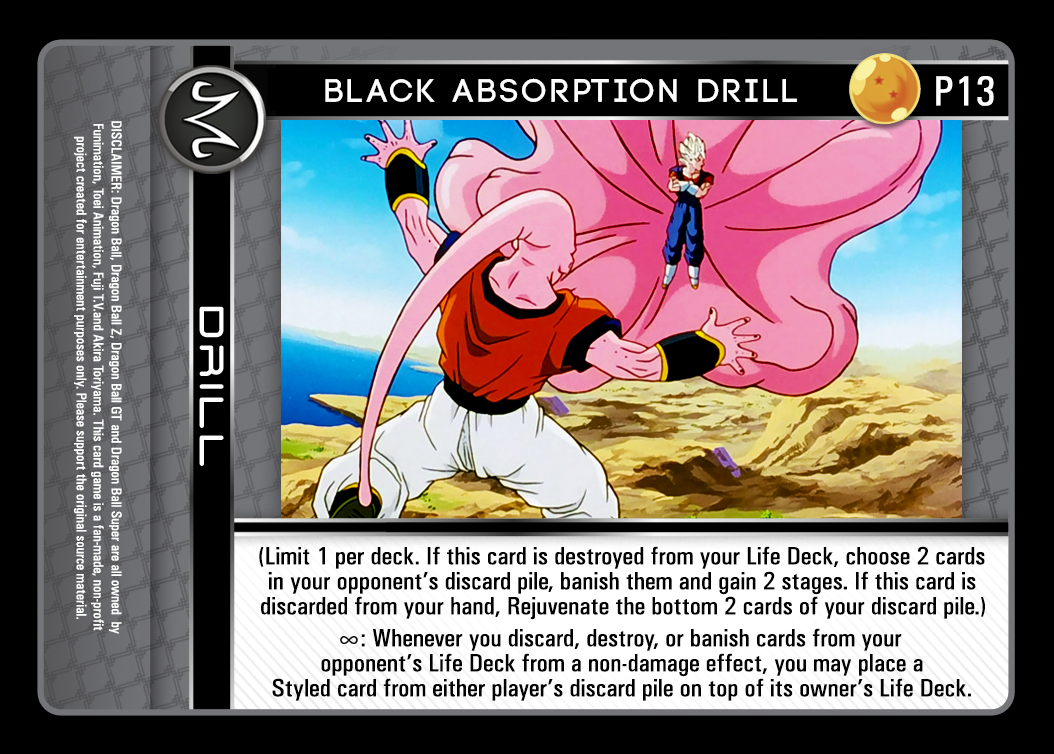 BLACK ABSORPTION DRILL
P13
M
DRILL
DISCLAIMER: Dragon Ball, Dragon Ball Z, Dragon Ball GT and Dragon Ball Super are all owned by
Funimation, Toei Animation, Fuji T.V.and Akira Toriyama. This card game is a fan-made, non-profit
project created for entertainment purposes only. Please support the original source material.
(Limit 1 per deck. If this card is destroyed from your Life Deck, choose 2 cards
in your opponent’s discard pile, banish them and gain 2 stages. If this card is
discarded from your hand, Rejuvenate the bottom 2 cards of your discard pile.)
∞: Whenever you discard, destroy, or banish cards from your
opponent’s Life Deck from a non-damage effect, you may place a
Styled card from either player’s discard pile on top of its owner’s Life Deck.